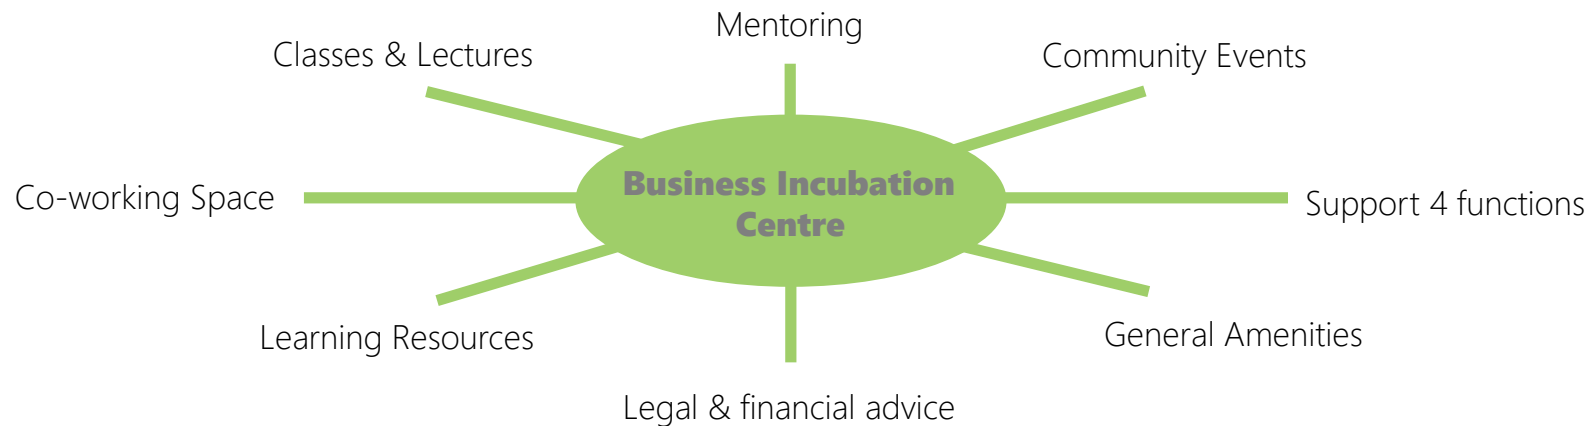 Mentoring
Classes & Lectures
Community Events
Business Incubation
Centre
Co-working Space
Support 4 functions
Learning Resources
General Amenities
Legal & financial advice